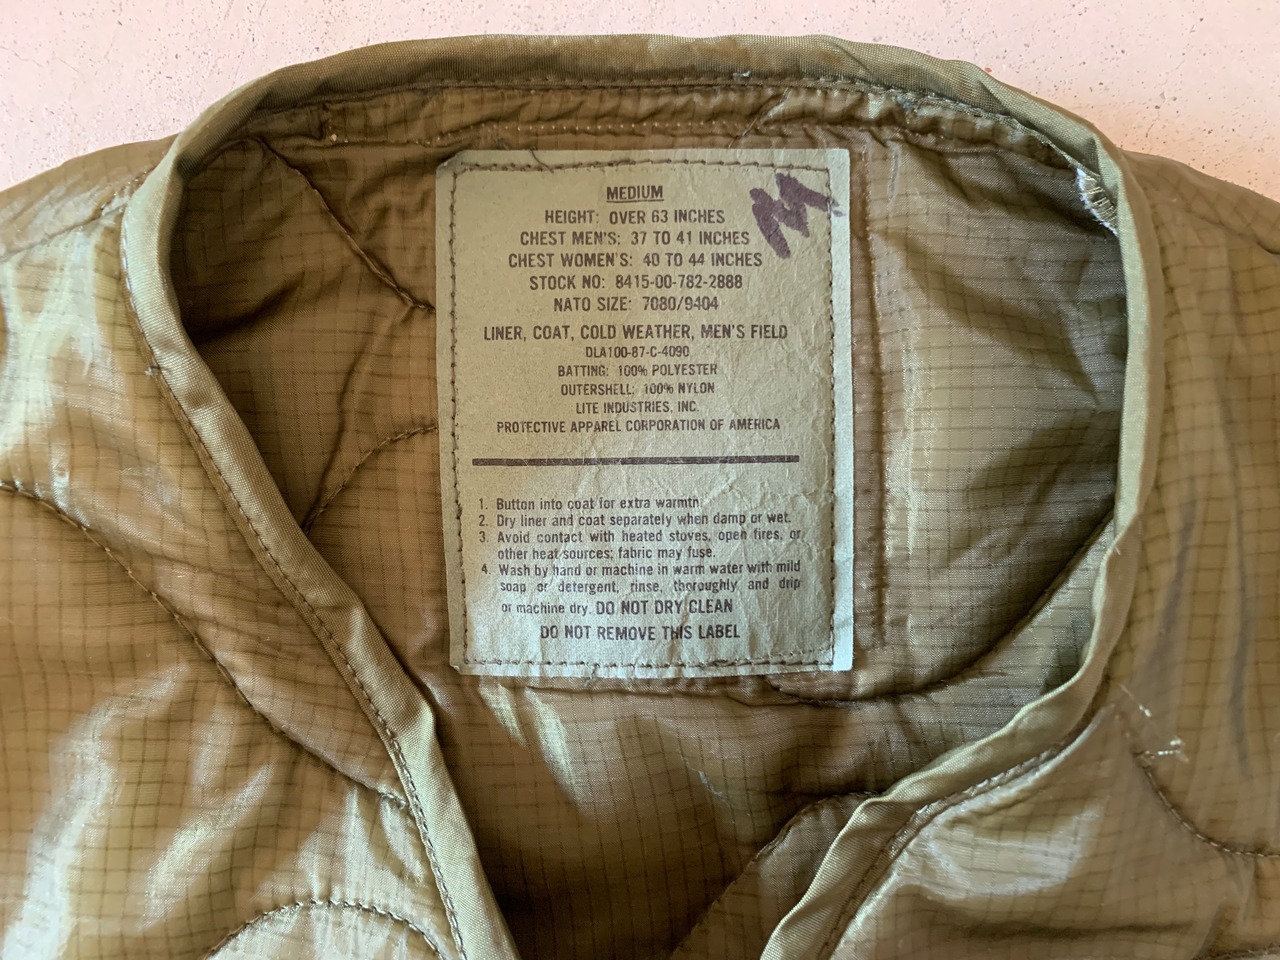 MEDIUM
M
HEIGHT: OVER 63 INCHES
CHEST MEN'S: 37 TO 41 INCHES
CHEST WOMEN'S: 40 TO 44 INCHES
STOCK NO: 8415-00-782-2888
NATO SIZE: 7080/9404
LINER, COAT, COLD WEATHER, MEN'S FIELD
DLA100-87-C-4090
BATTING: 100% POLYESTER
OUTERSHELL: 100% NYLON
LITE INDUSTRIES, INC.
PROTECTIVE APPAREL CORPORATION OF AMERICA
1. Button into coat for extra warmtn.
2. Dry liner and coat separately when damp or wet.
3. Avoid contact with heated stoves, open fires, or
other heat sources; fabric may fuse.
4. Wash by hand or machine in warm water with mild
soap or detergent, rinse, thoroughly and drip
or machine dry. DO NOT DRY CLEAN
DO NOT REMOVE THIS LABEL